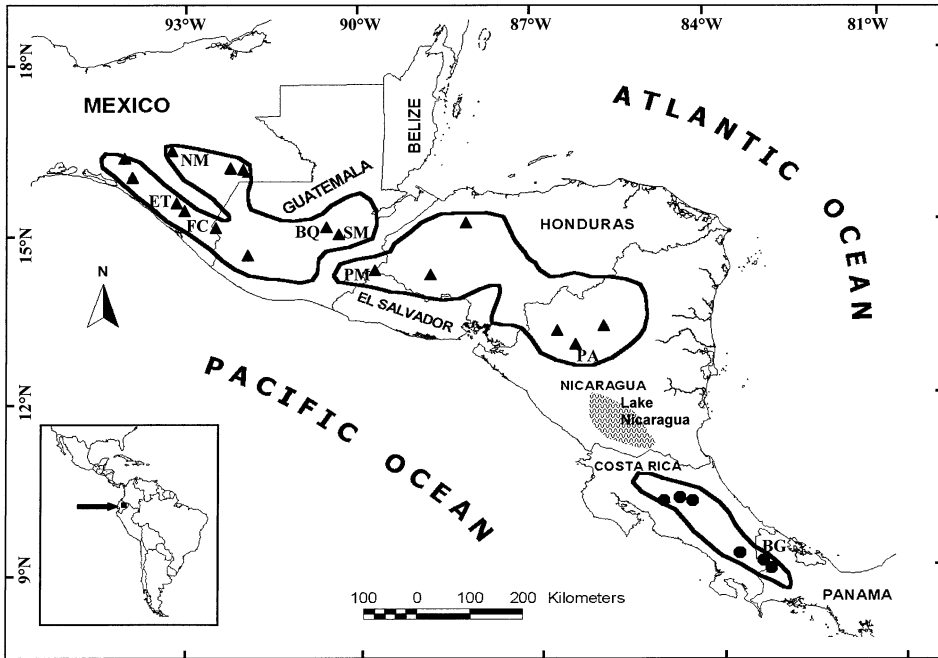 93°W 90°W 87°W 84°W 81°W
18°N
15°N
12°N
9°N
MEXICO
BELIZE
GUATEMALA
HONDURAS
EL SALVADOR
NICARAGUA
Lake
Nicaragua
COSTA RICA
PANAMA
ATLANTIC OCEAN
PACIFIC OCEAN
NM
ET
FC
BQ SM
PM
PA
BG
N
100 0 100 200 Kilometers